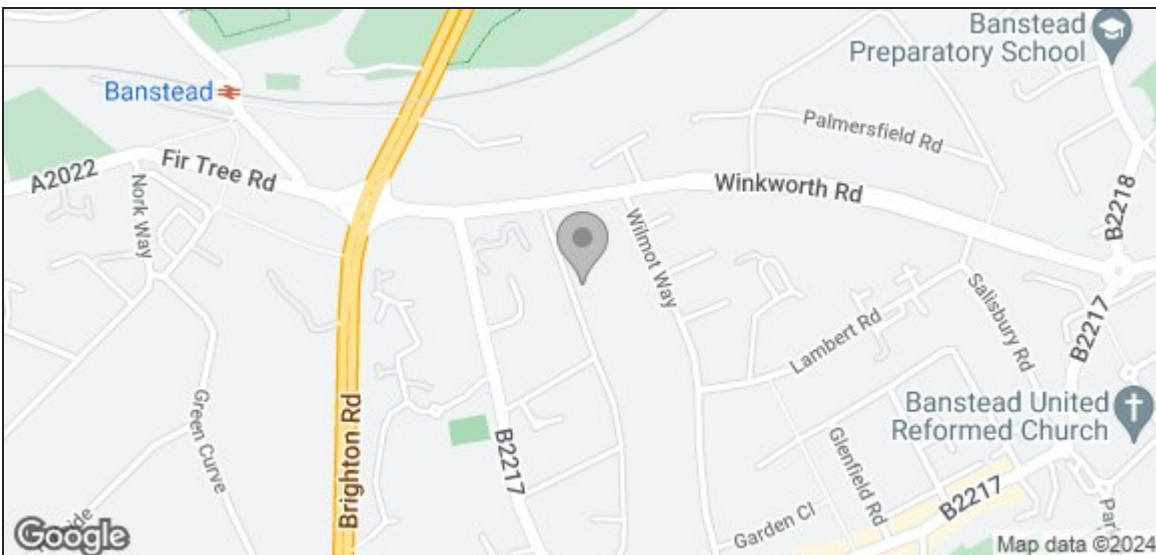 Banstead
Preparatory School
Banstead
Palmersfield Rd
Fir Tree Rd
A2022
Winkworth Rd
B2218
Nork Way
Wilmot Way
Salisbury Rd
Lambert Rd
B2217
Green Curve
Brighton Rd
B2217
Banstead United
Reformed Church
Glenfield Rd
B2217
Garden Cl
Par
ide
Google
Map data ©2024